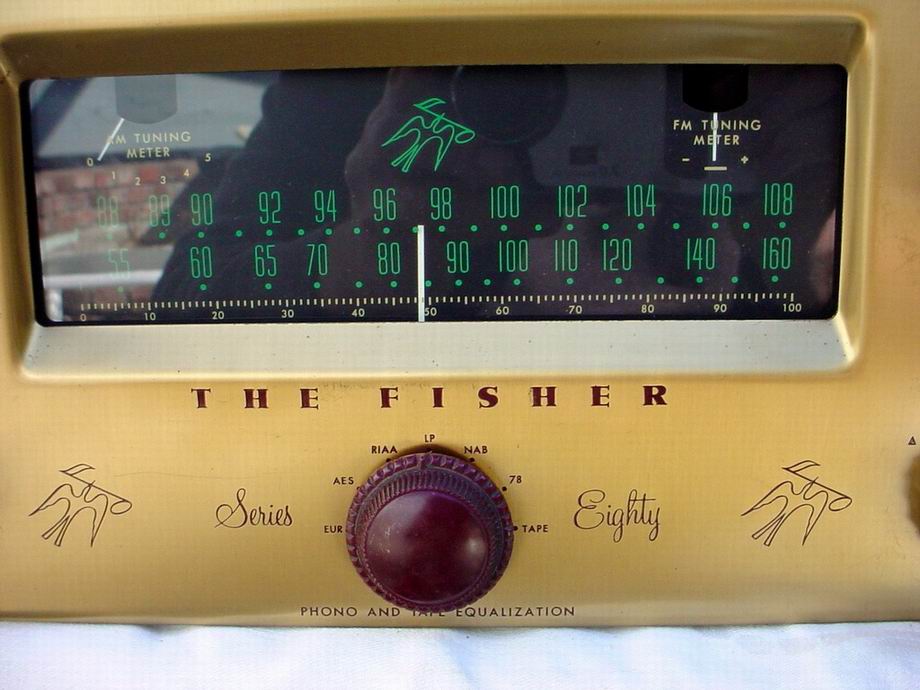 AM TUNING
METER
0 1 2 3 4 5
FM TUNING
METER
- +
88 89 90 92 94 96 98 100 102 104 106 108
55 60 65 70 80 90 100 110 120 140 160
0 10 20 30 40 50 60 70 80 90 100
THE FISHER
EUR AES RIAA LP NAB 78 TAPE
Series Eighty
PHONO AND TAPE EQUALIZATION